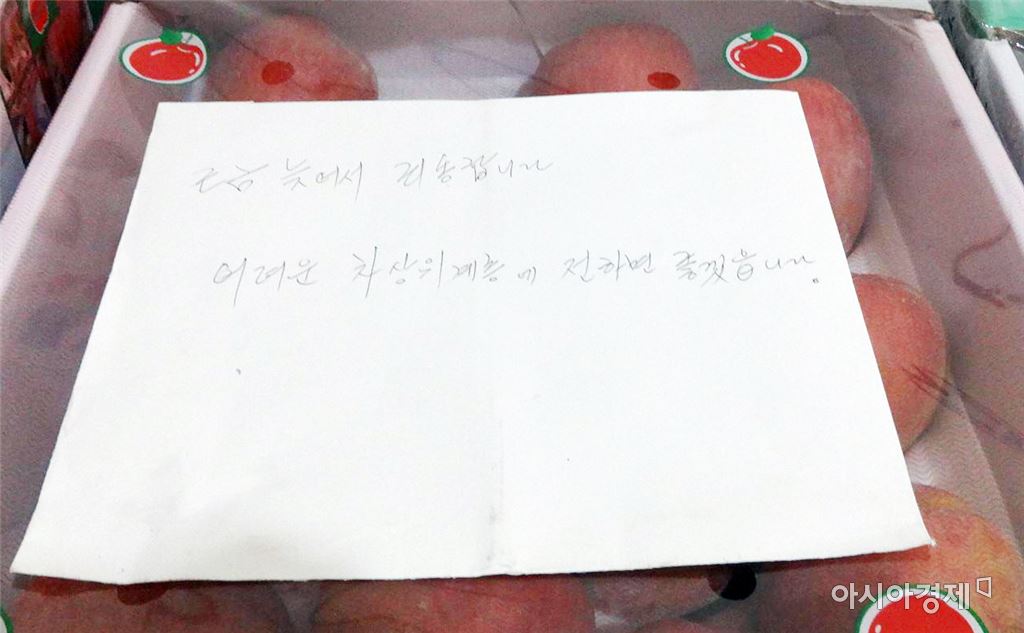 조금 늦어서 죄송합니다
어려운 차상위계층에 전하면 좋겠습니다.
아시아경제